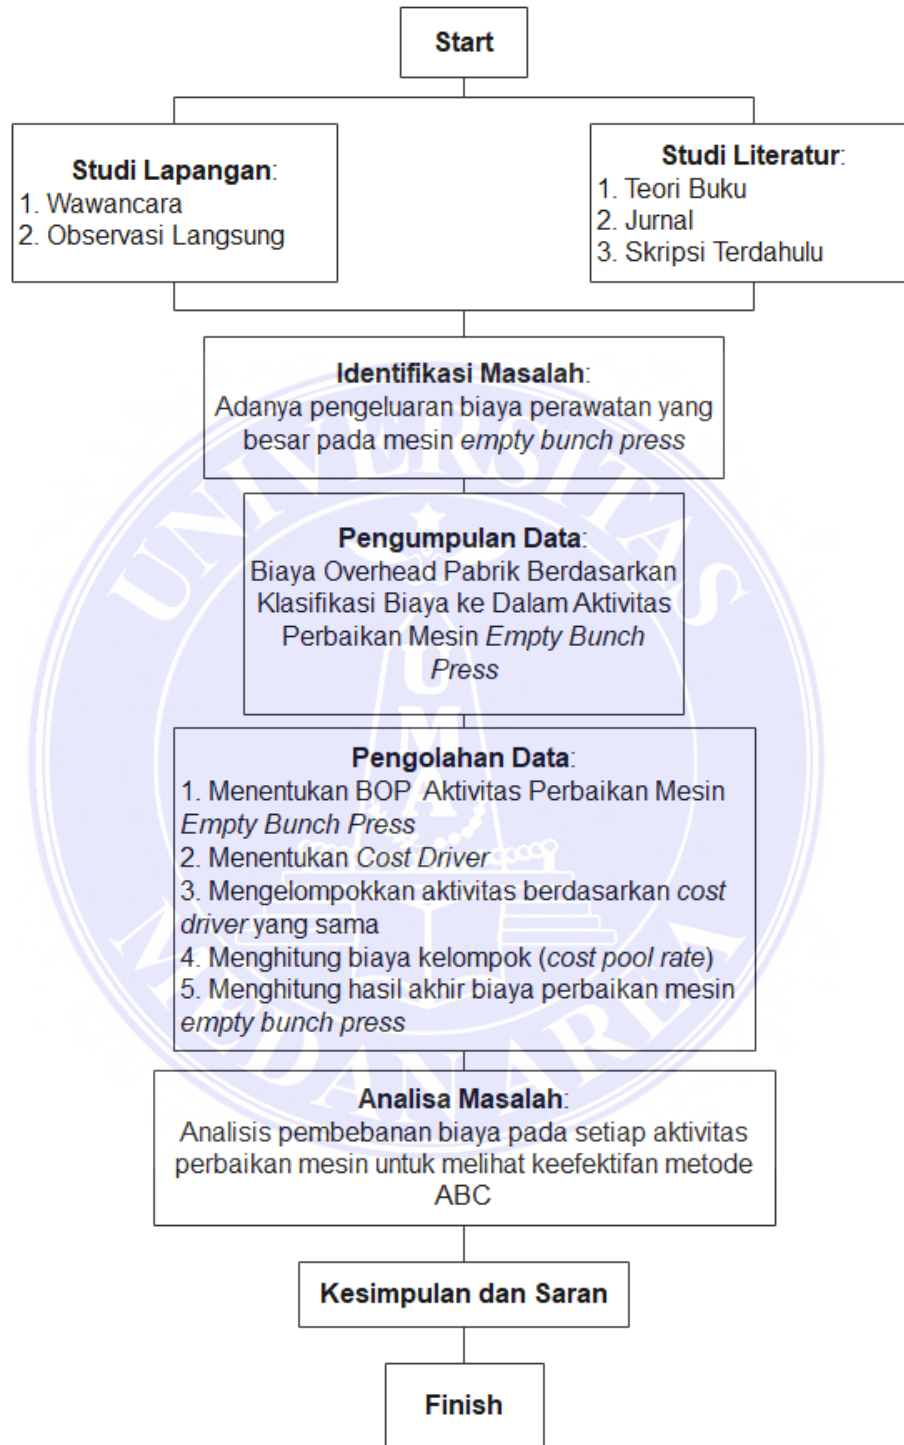 Start
Studi Lapangan:
1. Wawancara
2. Observasi Langsung
Studi Literatur:
1. Teori Buku
2. Jurnal
3. Skripsi Terdahulu
Identifikasi Masalah:
Adanya pengeluaran biaya perawatan yang
besar pada mesin empty bunch press
Pengumpulan Data:
Biaya Overhead Pabrik Berdasarkan
Klasifikasi Biaya ke Dalam Aktivitas
Perbaikan Mesin Empty Bunch
Press
Pengolahan Data:
1. Menentukan BOP Aktivitas Perbaikan Mesin
Empty Bunch Press
2. Menentukan Cost Driver
3. Mengelompokkan aktivitas berdasarkan cost
driver yang sama
4. Menghitung biaya kelompok (cost pool rate)
5. Menghitung hasil akhir biaya perbaikan mesin
empty bunch press
Analisa Masalah:
Analisis pembebanan biaya pada setiap aktivitas
perbaikan mesin untuk melihat keefektifan metode
ABC
Kesimpulan dan Saran
Finish
UNIVERSITAS
UMA
MEDAN AREA